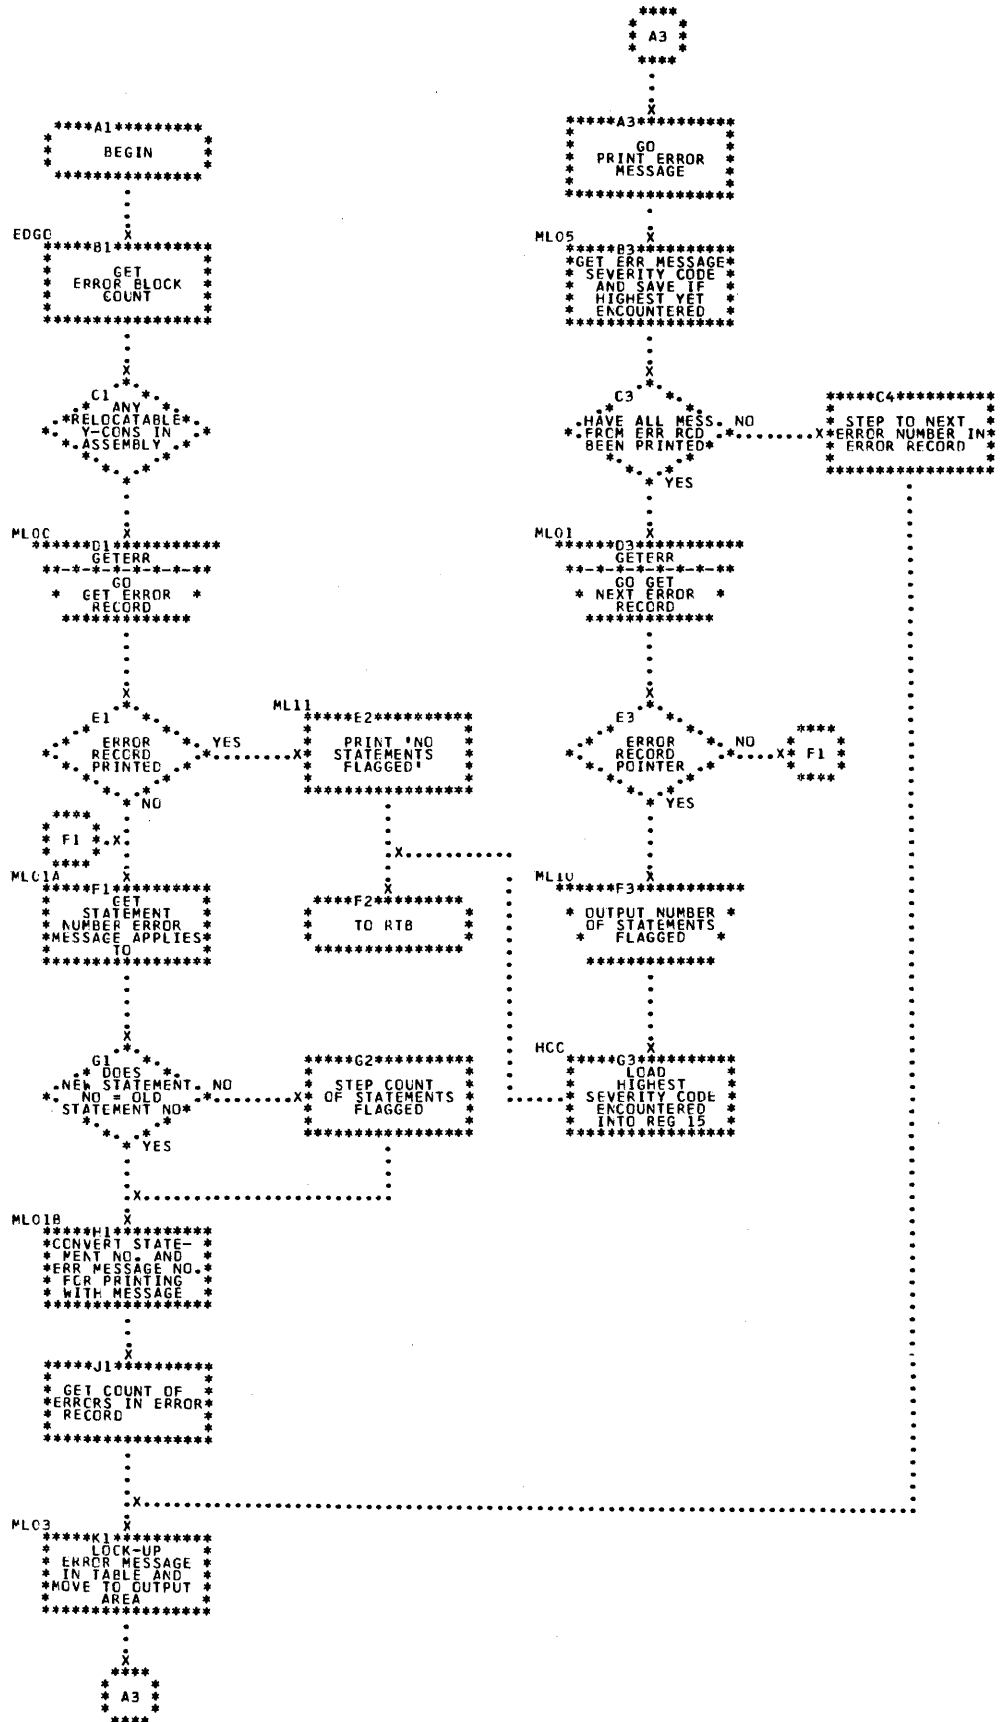 A3
A1
BEGIN
EDGC
B1
GET
ERROR BLOCK
COUNT
C1
ANY
RELOCATABLE
Y-CONS IN
ASSEMBLY
ML0C
D1
GETERR
GO
GET ERROR
RECORD
E1
ERROR
RECORD
PRINTED
YES
NO
ML11
E2
PRINT 'NO
STATEMENTS
FLAGGED'
F1
ML01A
F1
GET
STATEMENT
NUMBER ERROR
MESSAGE APPLIES
TO
F2
TO RTB
G1
DOES
NEW STATEMENT
NO = OLD
STATEMENT NO
NO
YES
G2
STEP COUNT
OF STATEMENTS
FLAGGED
ML01B
H1
CONVERT STATE-
MENT NO. AND
ERR MESSAGE NO.
FOR PRINTING
WITH MESSAGE
J1
GET COUNT OF
ERRORS IN ERROR
RECORD
ML03
K1
LOCK-UP
ERROR MESSAGE
IN TABLE AND
MOVE TO OUTPUT
AREA
A3
A3
GO
PRINT ERROR
MESSAGE
ML05
B3
GET ERR MESSAGE
SEVERITY CODE
AND SAVE IF
HIGHEST YET
ENCOUNTERED
C3
HAVE ALL MESS.
FROM ERR RCD
BEEN PRINTED
NO
YES
C4
STEP TO NEXT
ERROR NUMBER IN
ERROR RECORD
ML01
D3
GETERR
GO GET
NEXT ERROR
RECORD
E3
ERROR
RECORD
POINTER
NO
YES
F1
ML10
F3
OUTPUT NUMBER
OF STATEMENTS
FLAGGED
HCC
G3
LOAD
HIGHEST
SEVERITY CODE
ENCOUNTERED
INTO REG 15